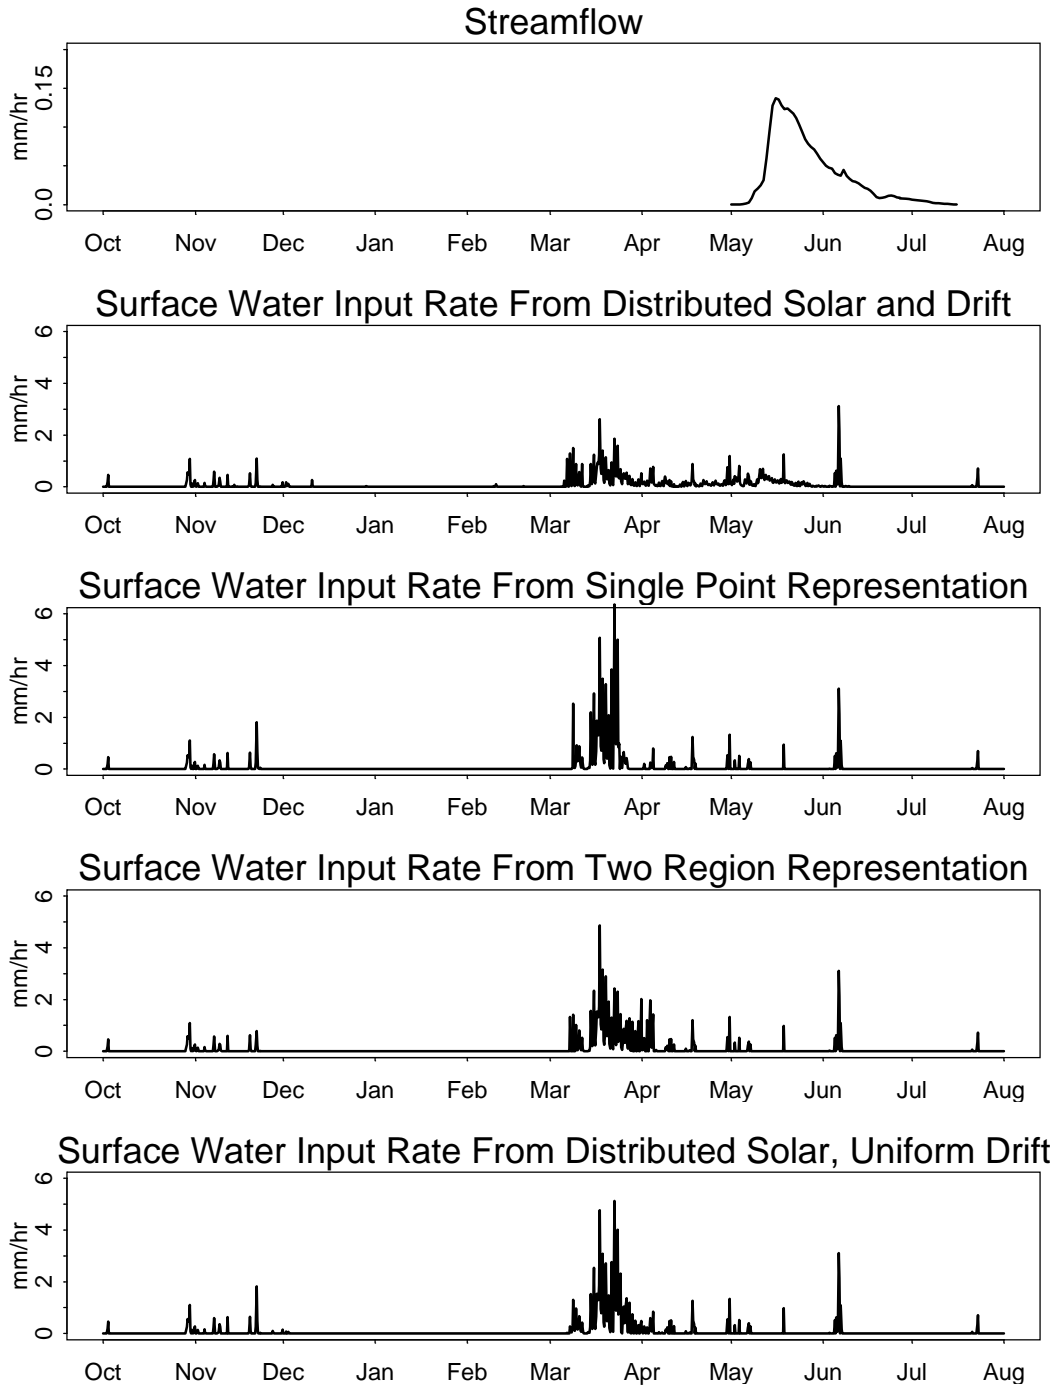 Streamflow
mm/hr
0.15
0.0
Oct Nov Dec Jan Feb Mar Apr May Jun Jul Aug
Surface Water Input Rate From Distributed Solar and Drift
mm/hr
6
4
2
0
Oct Nov Dec Jan Feb Mar Apr May Jun Jul Aug
Surface Water Input Rate From Single Point Representation
mm/hr
6
4
2
0
Oct Nov Dec Jan Feb Mar Apr May Jun Jul Aug
Surface Water Input Rate From Two Region Representation
mm/hr
6
4
2
0
Oct Nov Dec Jan Feb Mar Apr May Jun Jul Aug
Surface Water Input Rate From Distributed Solar, Uniform Drift
mm/hr
6
4
2
0
Oct Nov Dec Jan Feb Mar Apr May Jun Jul Aug